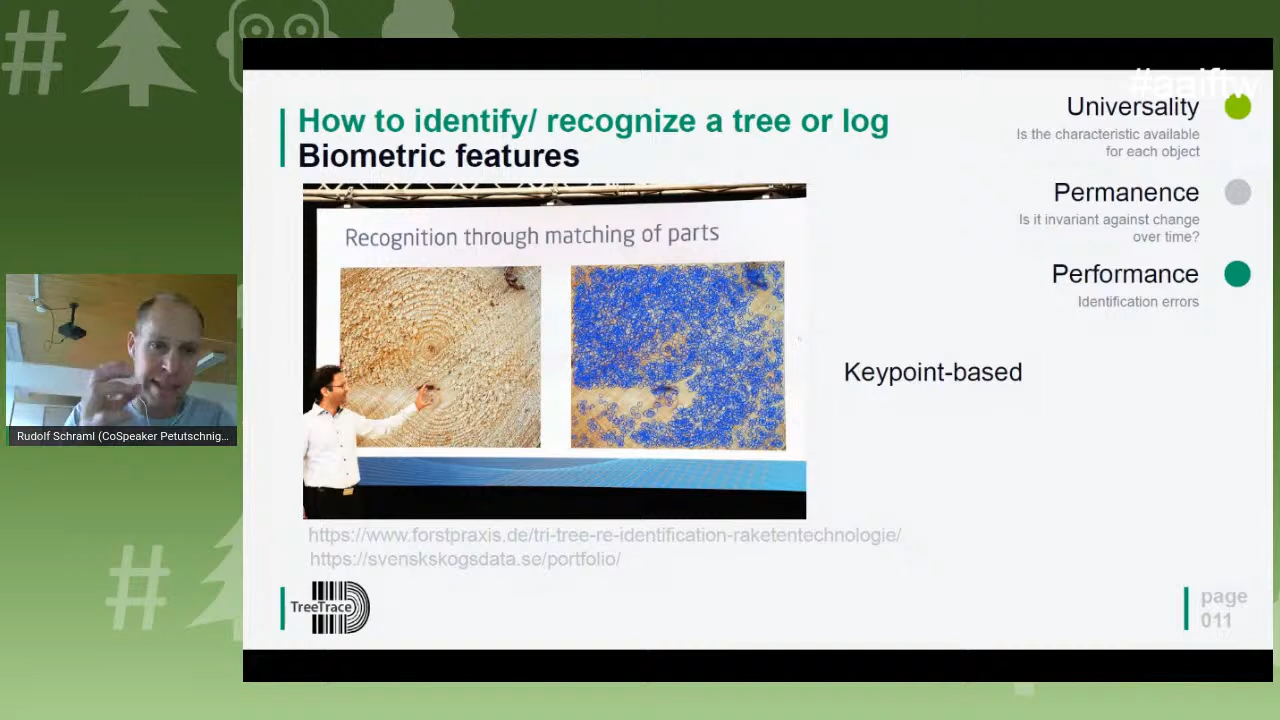 #aaiftw
How to identify/ recognize a tree or log
Biometric features
Recognition through matching of parts
https://www.forstpraxis.de/tri-tree-re-identification-raketentechnologie/
https://svenskskogsdata.se/portfolio/
Universality
Is the characteristic available
for each object
Permanence
Is it invariant against change
over time?
Performance
Identification errors
Keypoint-based
Rudolf Schraml (CoSpeaker Petutschnig...
TreeTrace
page
011
#
#